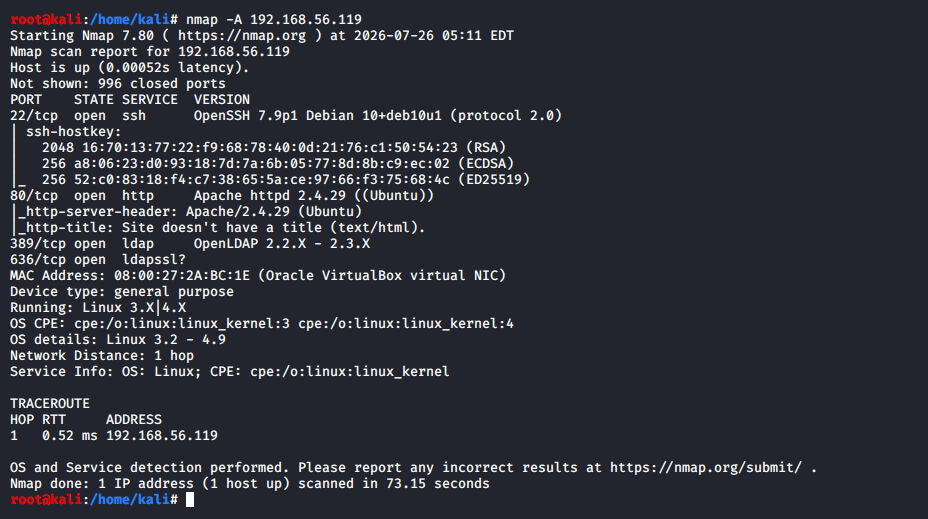 root@kali:/home/kali# nmap -A 192.168.56.119
Starting Nmap 7.80 ( https://nmap.org ) at 2026-07-26 05:11 EDT
Nmap scan report for 192.168.56.119
Host is up (0.00052s latency).
Not shown: 996 closed ports
PORT    STATE SERVICE  VERSION
22/tcp  open  ssh      OpenSSH 7.9p1 Debian 10+deb10u1 (protocol 2.0)
| ssh-hostkey:
|   2048 16:70:13:77:22:f9:68:78:40:0d:21:76:c1:50:54:23 (RSA)
|   256 a8:06:23:d0:93:18:7d:7a:6b:05:77:8d:8b:c9:ec:02 (ECDSA)
|_  256 52:c0:83:18:f4:c7:38:65:5a:ce:97:66:f3:75:68:4c (ED25519)
80/tcp  open  http     Apache httpd 2.4.29 ((Ubuntu))
|_http-server-header: Apache/2.4.29 (Ubuntu)
|_http-title: Site doesn't have a title (text/html).
389/tcp open  ldap     OpenLDAP 2.2.X - 2.3.X
636/tcp open  ldapssl?
MAC Address: 08:00:27:2A:BC:1E (Oracle VirtualBox virtual NIC)
Device type: general purpose
Running: Linux 3.X|4.X
OS CPE: cpe:/o:linux:linux_kernel:3 cpe:/o:linux:linux_kernel:4
OS details: Linux 3.2 - 4.9
Network Distance: 1 hop
Service Info: OS: Linux; CPE: cpe:/o:linux:linux_kernel

TRACEROUTE
HOP RTT     ADDRESS
1   0.52 ms 192.168.56.119

OS and Service detection performed. Please report any incorrect results at https://nmap.org/submit/ .
Nmap done: 1 IP address (1 host up) scanned in 73.15 seconds
root@kali:/home/kali#